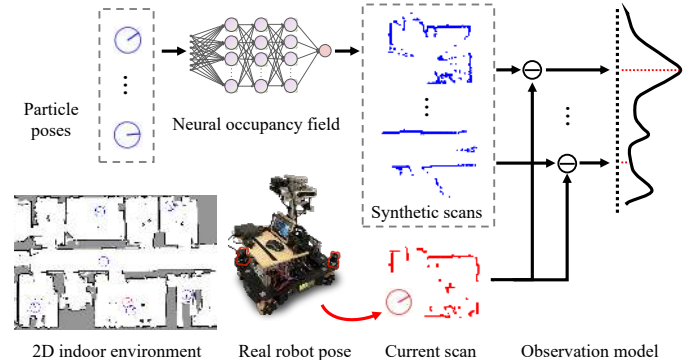 Particle
poses
Neural occupancy field
Synthetic scans
2D indoor environment
Real robot pose
Current scan
Observation model